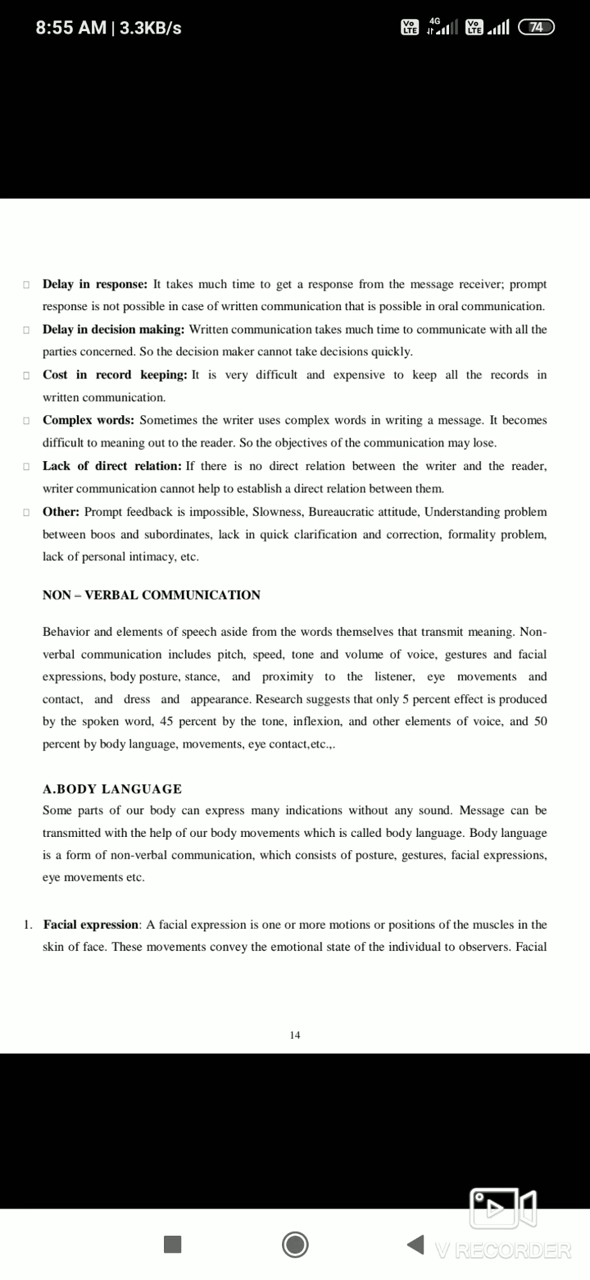 8:55 AM | 3.3KB/s
Vo LTE 4G Vo LTE 74
Delay in response: It takes much time to get a response from the message receiver; prompt
response is not possible in case of written communication that is possible in oral communication.
Delay in decision making: Written communication takes much time to communicate with all the
parties concerned. So the decision maker cannot take decisions quickly.
Cost in record keeping: It is very difficult and expensive to keep all the records in
written communication.
Complex words: Sometimes the writer uses complex words in writing a message. It becomes
difficult to meaning out to the reader. So the objectives of the communication may lose.
Lack of direct relation: If there is no direct relation between the writer and the reader,
writer communication cannot help to establish a direct relation between them.
Other: Prompt feedback is impossible, Slowness, Bureaucratic attitude, Understanding problem
between boos and subordinates, lack in quick clarification and correction, formality problem,
lack of personal intimacy, etc.
NON – VERBAL COMMUNICATION
Behavior and elements of speech aside from the words themselves that transmit meaning. Non-
verbal communication includes pitch, speed, tone and volume of voice, gestures and facial
expressions, body posture, stance, and proximity to the listener, eye movements and
contact, and dress and appearance. Research suggests that only 5 percent effect is produced
by the spoken word, 45 percent by the tone, inflexion, and other elements of voice, and 50
percent by body language, movements, eye contact,etc.,.
A.BODY LANGUAGE
Some parts of our body can express many indications without any sound. Message can be
transmitted with the help of our body movements which is called body language. Body language
is a form of non-verbal communication, which consists of posture, gestures, facial expressions,
eye movements etc.
1. Facial expression: A facial expression is one or more motions or positions of the muscles in the
skin of face. These movements convey the emotional state of the individual to observers. Facial
14
V RECORDER